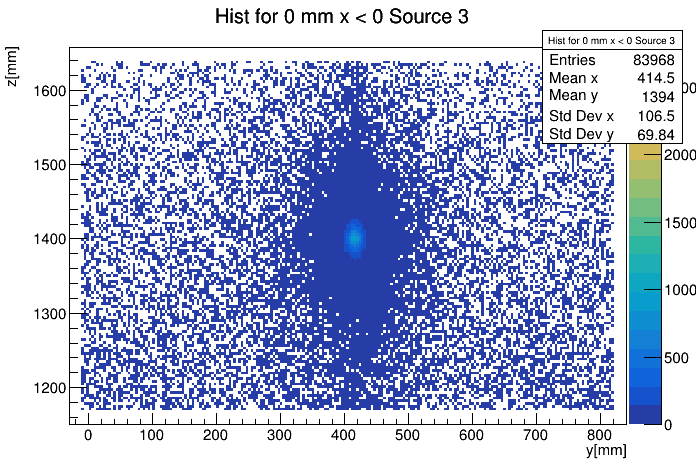 Hist for 0 mm x < 0 Source 3
Hist for 0 mm x < 0 Source 3
Entries 83968
Mean x 414.5
Mean y 1394
Std Dev x 106.5
Std Dev y 69.84
z[mm]
1600
1500
1400
1300
1200
0 100 200 300 400 500 600 700 800
y[mm]
2000
1500
1000
500
0